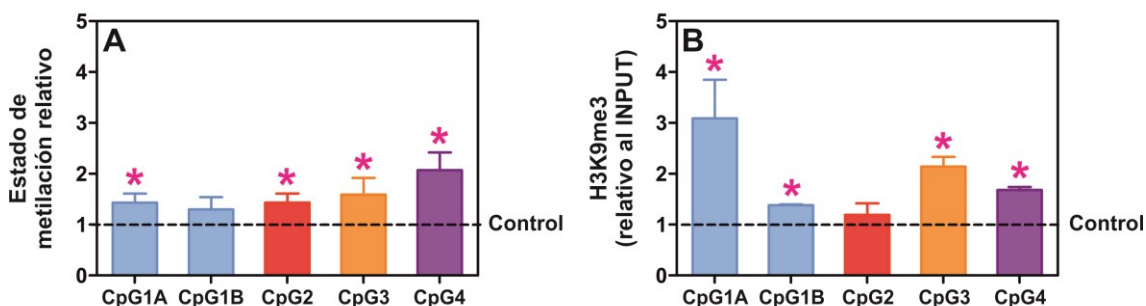 A
Estado de
metilación relativo
5
4
3
2
1
0
*
*
*
*
Control
CpG1A CpG1B CpG2 CpG3 CpG4
B
H3K9me3
(relativo al INPUT)
5
4
3
2
1
0
*
*
*
*
Control
CpG1A CpG1B CpG2 CpG3 CpG4